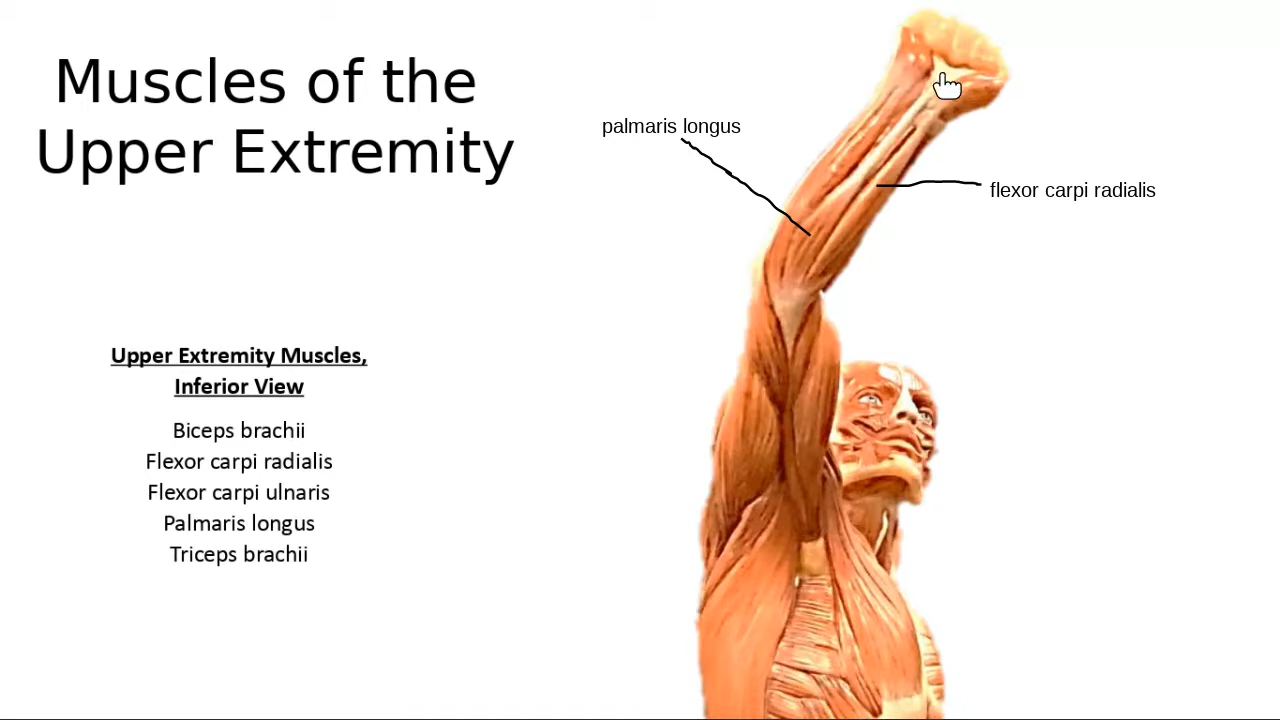 Muscles of the
Upper Extremity
palmaris longus
flexor carpi radialis
Upper Extremity Muscles,
Inferior View
Biceps brachii
Flexor carpi radialis
Flexor carpi ulnaris
Palmaris longus
Triceps brachii